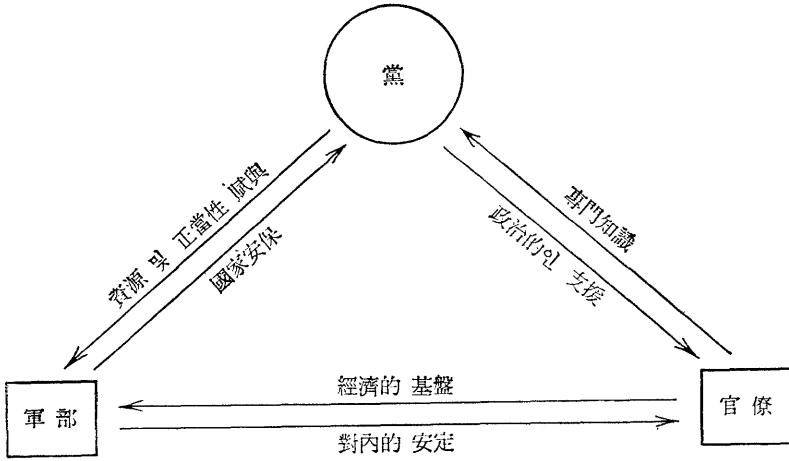 黨
資源 및 正當性 賦與
國家安保
專門知識
政治的인 支援
經濟的 基盤
軍 部
官 僚
對內的 安定